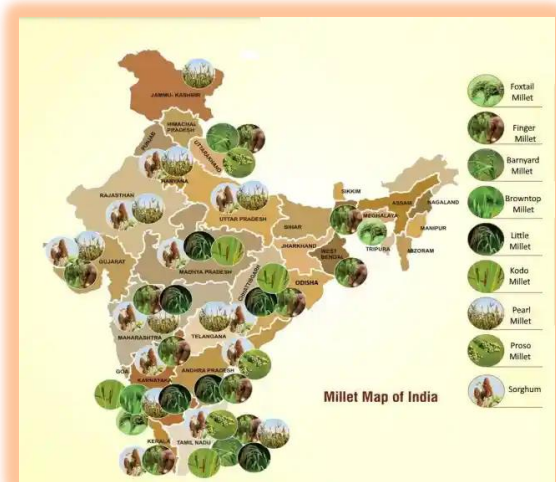 JAMMU- KASHMIR
HIMACHAL
PRADESH
PUNJAB
UTTARAKHAND
HARYANA
RAJASTHAN
UTTAR PRADESH
SIKKIM
ASSAM
NAGALAND
MEGHALAYA
MANIPUR
TRIPURA
MIZORAM
BIHAR
JHARKHAND
WEST
BENGAL
GUJARAT
MADHYA PRADESH
CHHATTISGARH
ODISHA
MAHARASHTRA
TELANGANA
GOA
KARNATAKA
ANDHRA PRADESH
KERALA
TAMIL NADU
Millet Map of India
Foxtail
Millet
Finger
Millet
Barnyard
Millet
Browntop
Millet
Little
Millet
Kodo
Millet
Pearl
Millet
Proso
Millet
Sorghum